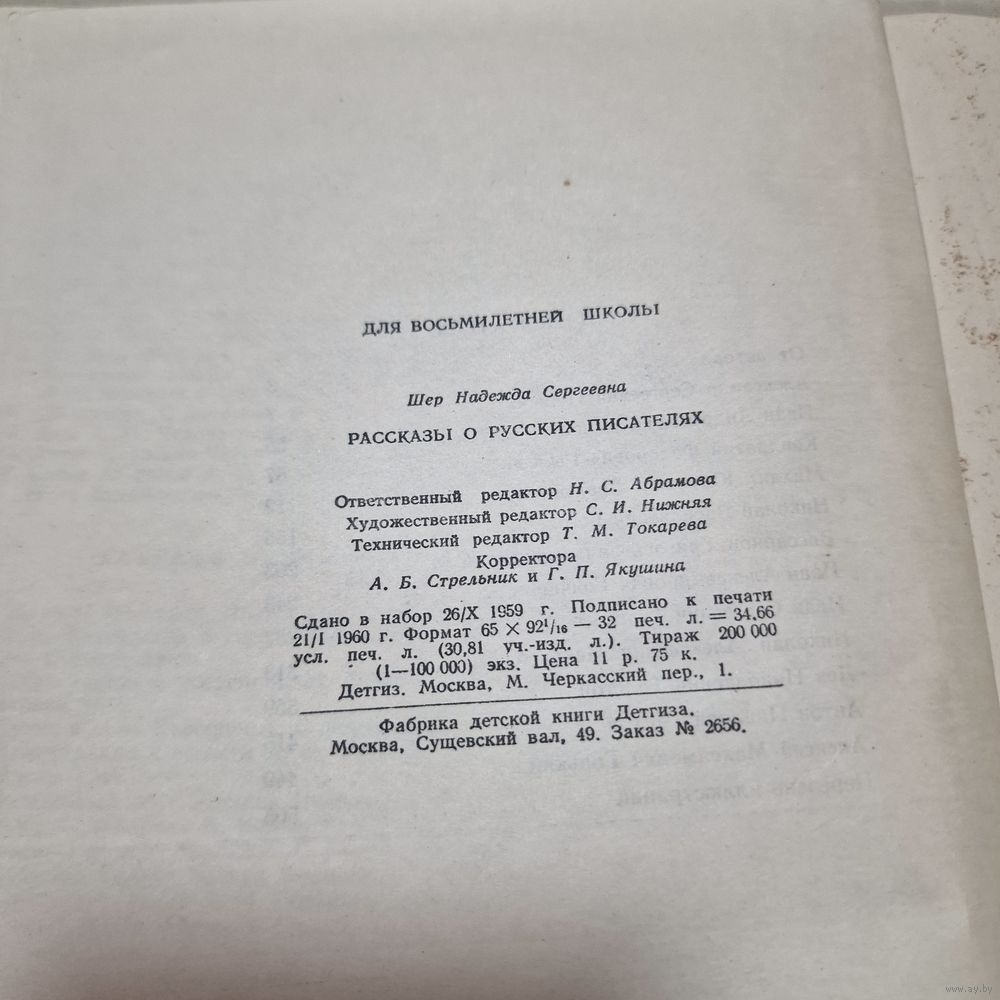 ДЛЯ ВОСЬМИЛЕТНЕЙ ШКОЛЫ
Шер Надежда Сергеевна
РАССКАЗЫ О РУССКИХ ПИСАТЕЛЯХ
Ответственный редактор Н. С. Абрамова
Художественный редактор С. И. Нижняя
Технический редактор Т. М. Токарева
Корректора
А. Б. Стрельник и Г. П. Якушина
Сдано в набор 26/X 1959 г. Подписано к печати
21/I 1960 г. Формат 65 × 92¹/₁₆ — 32 печ. л. = 34,66
усл. печ. л. (30,81 уч.-изд. л.). Тираж 200 000
(1—100 000) экз. Цена 11 р. 75 к.
Детгиз. Москва, М. Черкасский пер., 1.
Фабрика детской книги Детгиза.
Москва, Сущевский вал, 49. Заказ № 2656.
www.ay.by